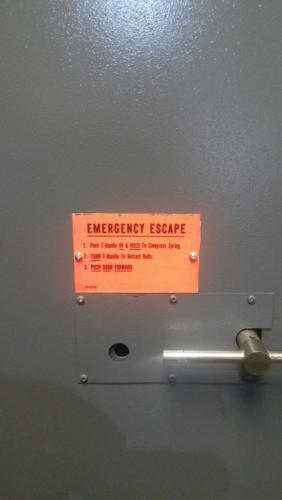 EMERGENCY ESCAPE
1. Push T-Handle IN & HOLD To Compress Spring
2. TURN T-Handle To Retract Bolts
3. PUSH DOOR FORWARD